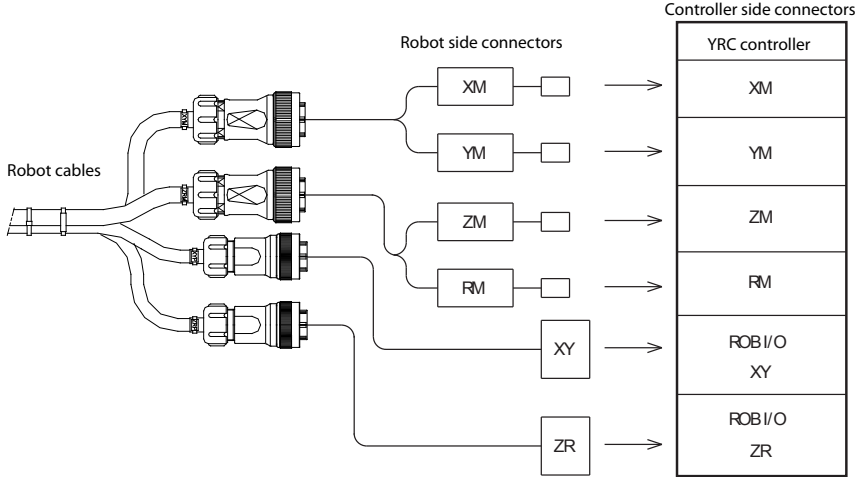 Controller side connectors
Robot side connectors
YRC controller
XM
XM
YM
YM
Robot cables
ZM
ZM
RM
RM
XY
ROB I/O
XY
ZR
ROB I/O
ZR